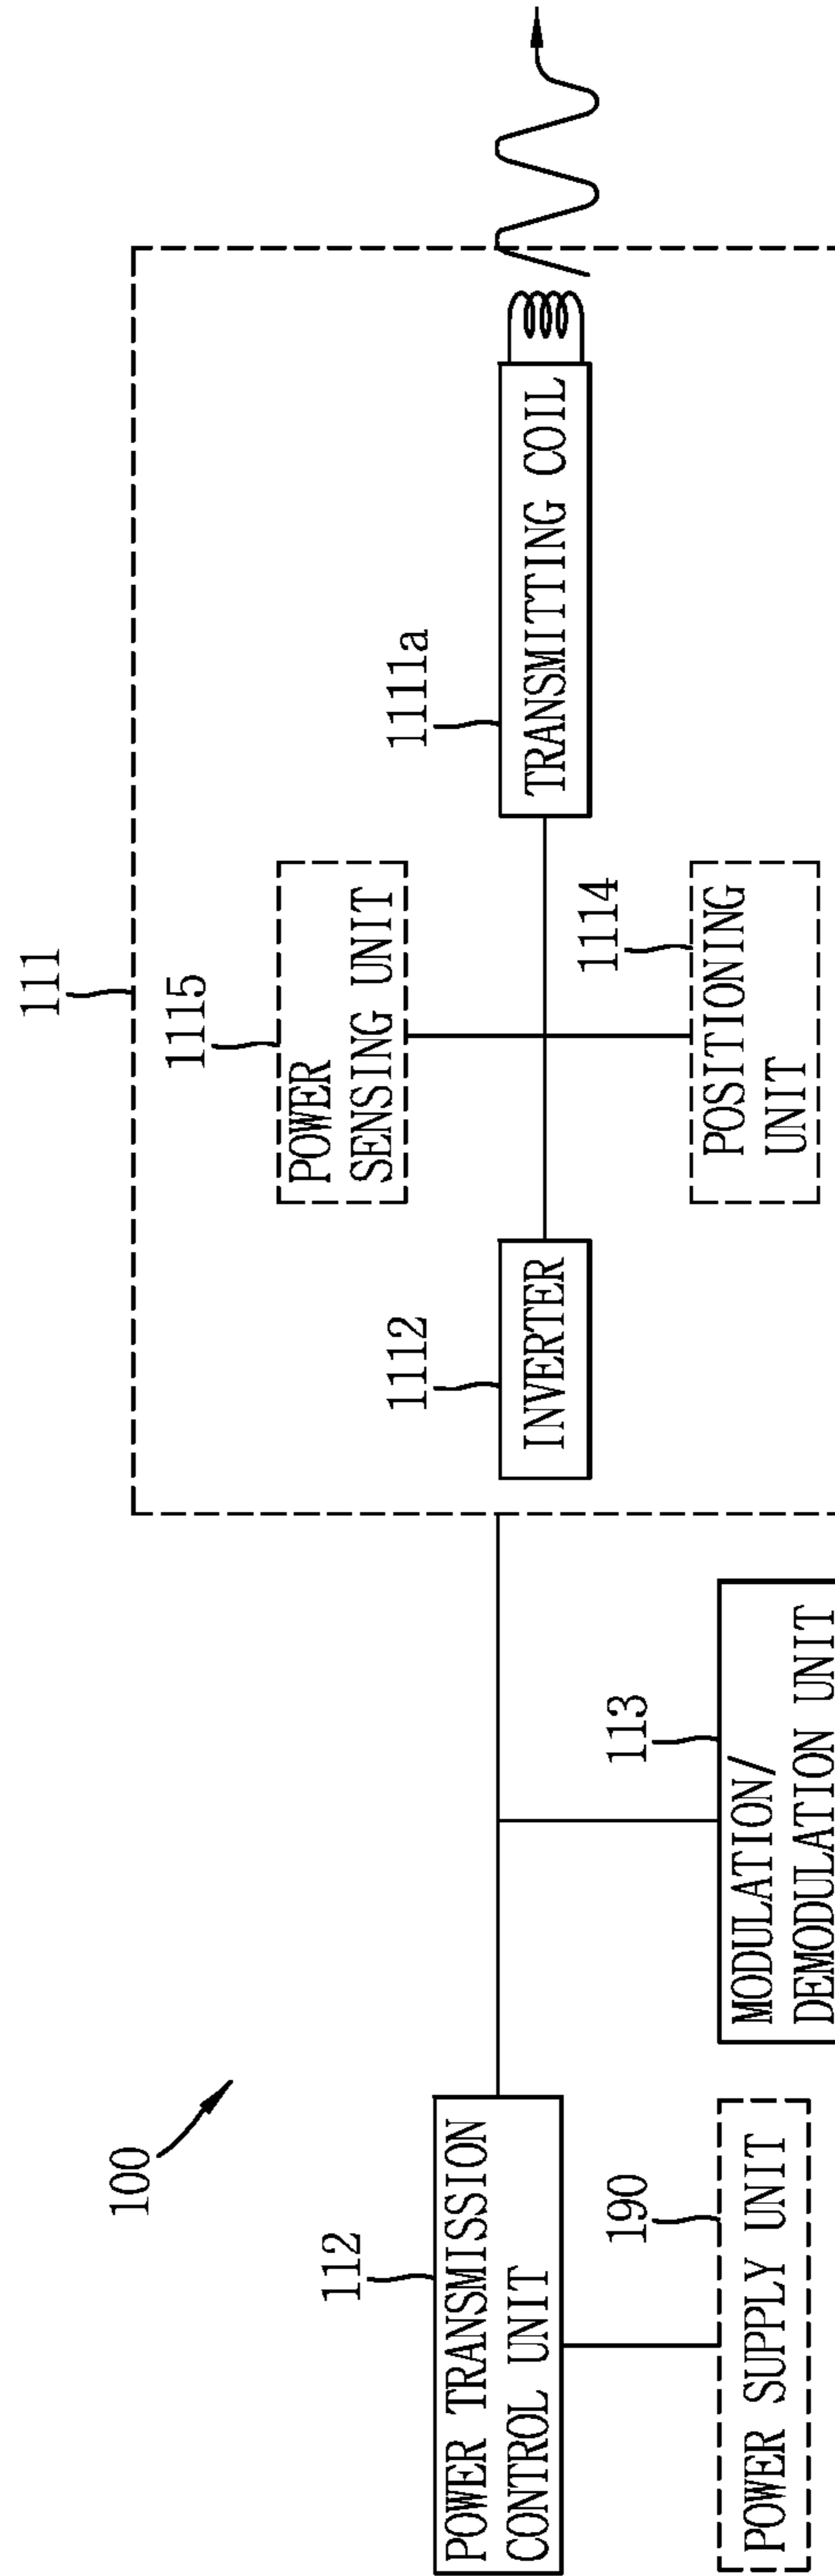 100
112
POWER TRANSMISSION
CONTROL UNIT
190
POWER SUPPLY UNIT
113
MODULATION/
DEMODULATION UNIT
111
1115
POWER
SENSING UNIT
1112
INVERTER
1111a
TRANSMITTING COIL
1114
POSITIONING
UNIT